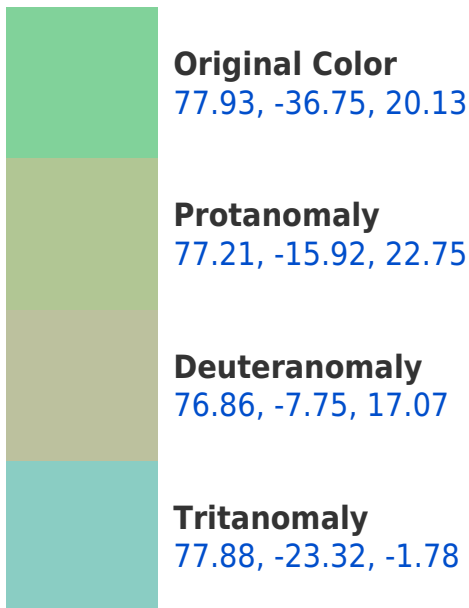 Original Color
77.93, -36.75, 20.13
Protanomaly
77.21, -15.92, 22.75
Deuteranomaly
76.86, -7.75, 17.07
Tritanomaly
77.88, -23.32, -1.78